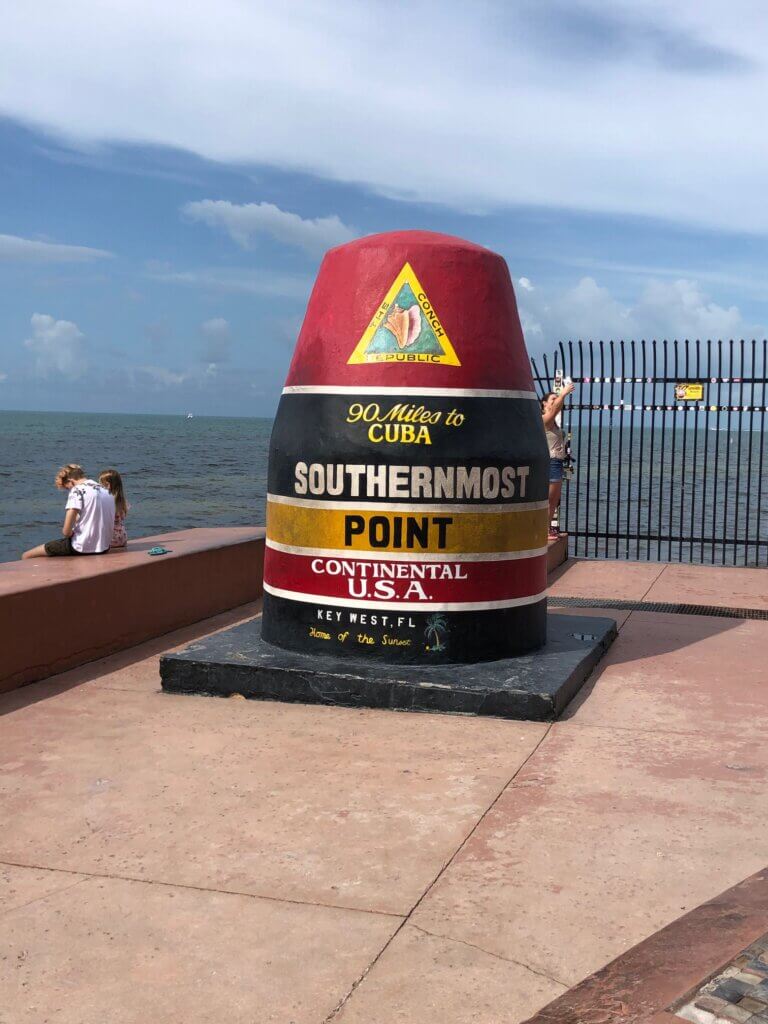 THE CONCH
REPUBLIC
90 Miles to
CUBA
SOUTHERNMOST
POINT
CONTINENTAL
U.S.A.
KEY WEST, FL
Home of the Sunset